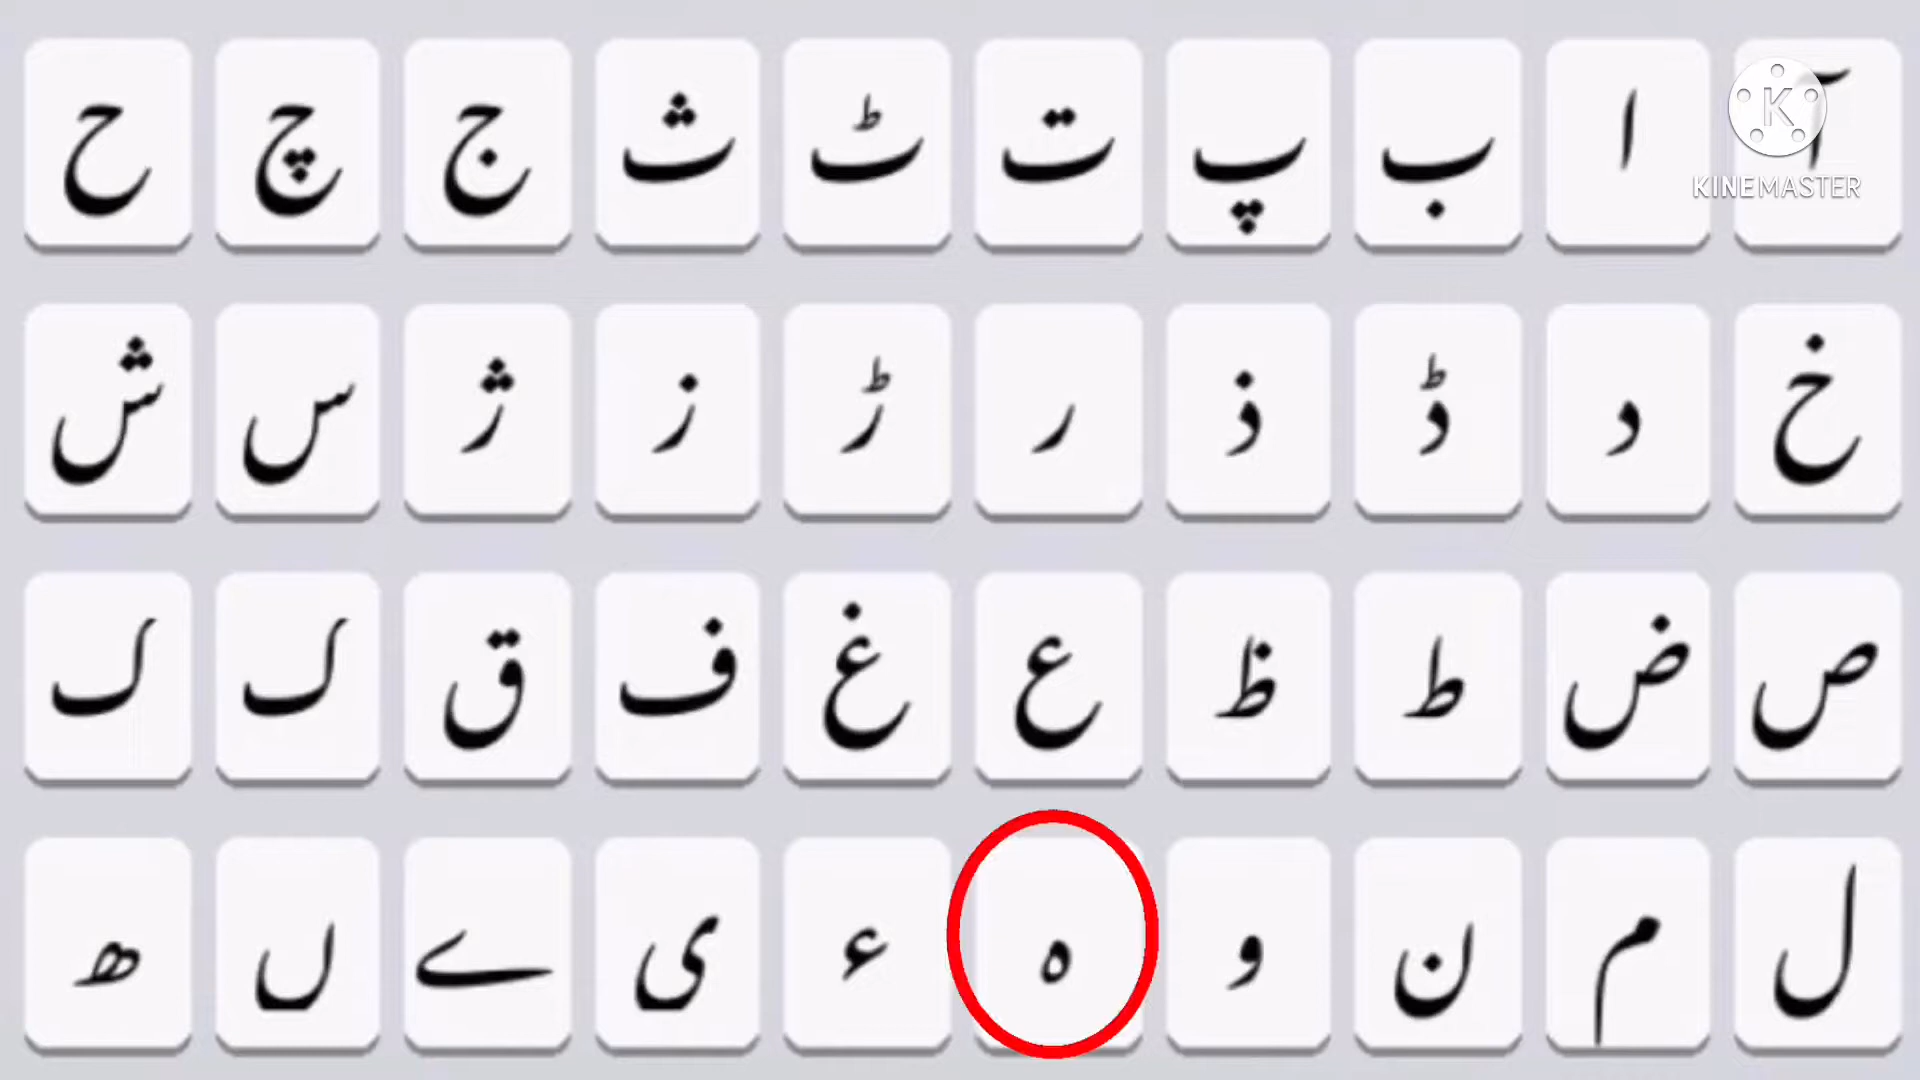 آ ا ب پ ت ٹ ث ج چ ح
خ د ڈ ذ ر ڑ ز ژ س ش
ص ض ط ظ ع غ ف ق ک ک
ل م ن و ہ ء ی ے ں ھ
KINEMASTER